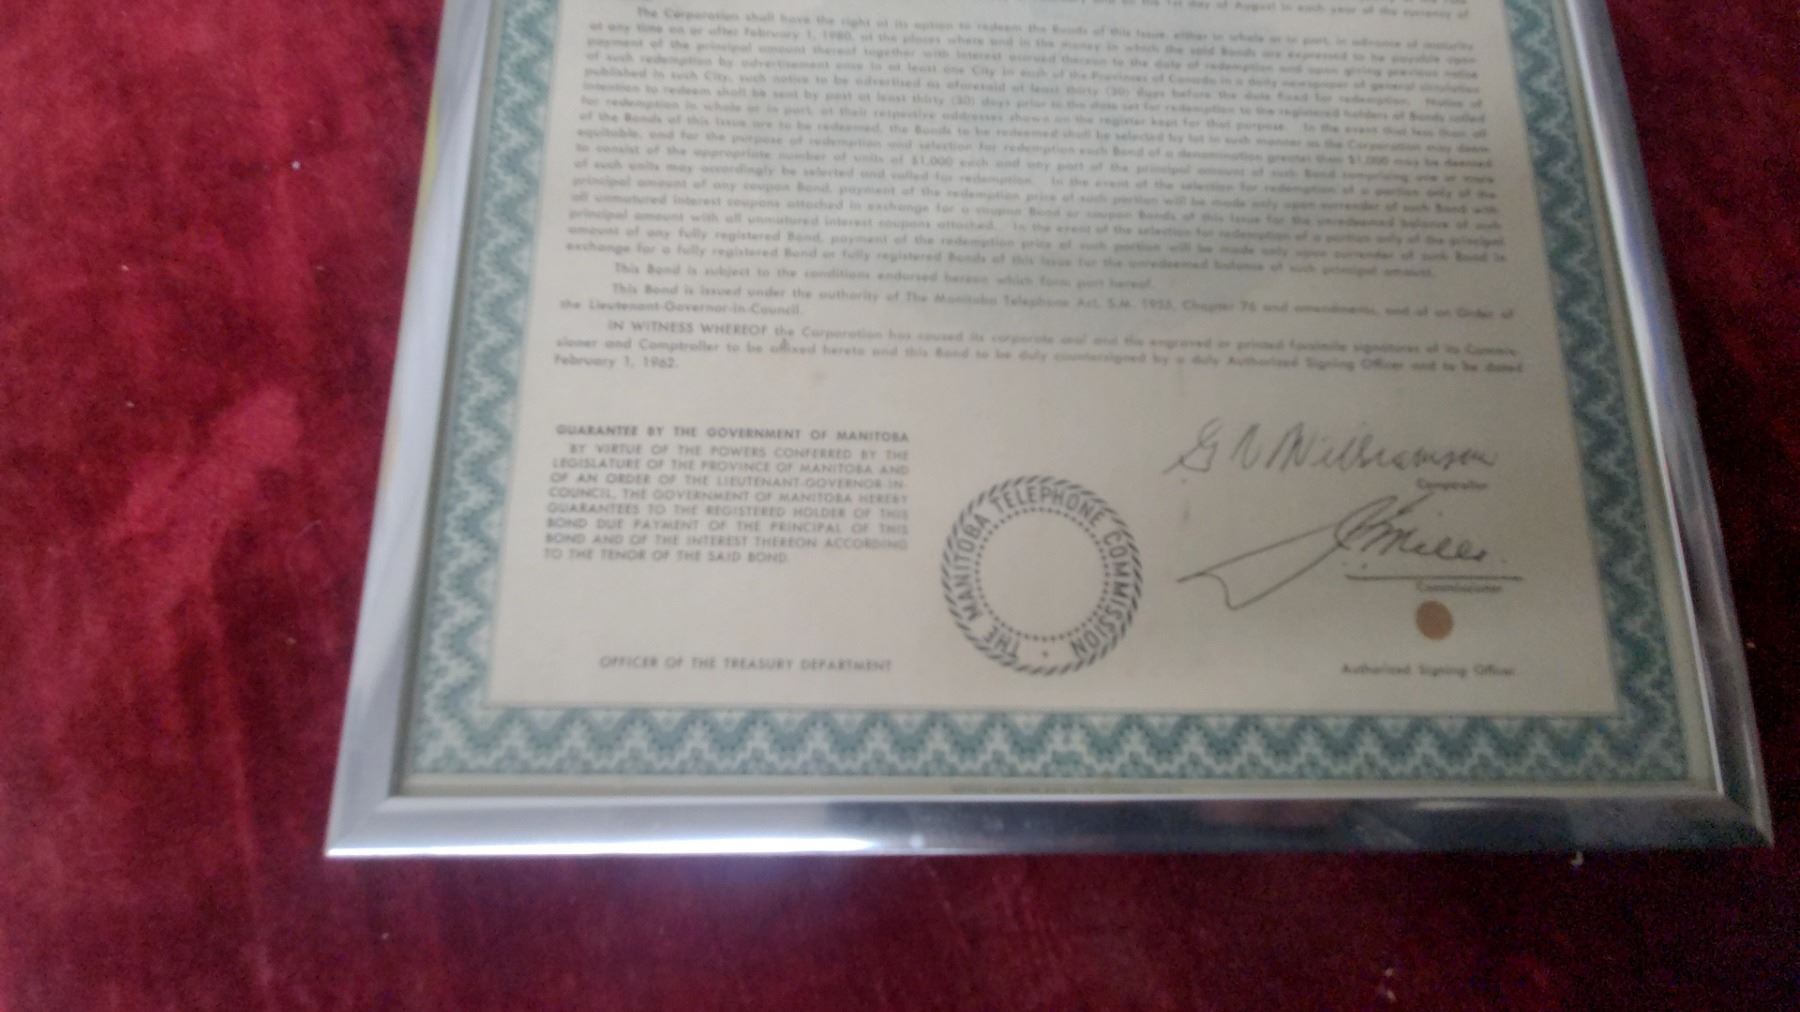 The Corporation shall have the right at its option to redeem the Bonds of this issue, either in whole or in part, in advance of maturity
at any time on or after February 1, 1980, at the places where and in the money in which the said Bonds are expressed to be payable upon
payment of the principal amount thereof together with interest accrued thereon to the date of redemption and upon giving previous notice
of such redemption by advertisement once in at least one City in each of the Provinces of Canada in a daily newspaper of general circulation
published in such City, such notice to be advertised as aforesaid at least thirty (30) days before the date fixed for redemption. Notice of
intention to redeem shall be sent by post at least thirty (30) days prior to the date set for redemption to the registered holders of Bonds called
for redemption in whole or in part, at their respective addresses shown on the register kept for that purpose. In the event that less than all
of the Bonds of this issue are to be redeemed, the Bonds to be redeemed shall be selected by lot in such manner as the Corporation may deem
equitable, and for the purpose of redemption and selection for redemption each Bond of a denomination greater than $1,000 may be deemed
to consist of the appropriate number of units of $1,000 each and any part of the principal amount of such Bond comprising one or more
of such units may accordingly be selected and called for redemption. In the event of the selection for redemption of a portion only of the
principal amount of any coupon Bond, payment of the redemption price of such portion will be made only upon surrender of such Bond with
all unmatured interest coupons attached in exchange for a coupon Bond or coupon Bonds of this issue for the unredeemed balance of such
principal amount with all unmatured interest coupons attached. In the event of the selection for redemption of a portion only of the principal
amount of any fully registered Bond, payment of the redemption price of such portion will be made only upon surrender of such Bond in
exchange for a fully registered Bond or fully registered Bonds of this issue for the unredeemed balance of such principal amount.
This Bond is subject to the conditions endorsed hereon which form part hereof.
This Bond is issued under the authority of The Manitoba Telephone Act, S.M. 1955, Chapter 76 and amendments, and of an Order of
the Lieutenant-Governor-in-Council.
IN WITNESS WHEREOF the Corporation has caused its corporate seal and the engraved or printed facsimile signatures of its Commis-
sioner and Comptroller to be affixed hereto and this Bond to be duly countersigned by a duly Authorized Signing Officer and to be dated
February 1, 1962.
GUARANTEE BY THE GOVERNMENT OF MANITOBA
BY VIRTUE OF THE POWERS CONFERRED BY THE
LEGISLATURE OF THE PROVINCE OF MANITOBA AND
OF AN ORDER OF THE LIEUTENANT-GOVERNOR-IN-
COUNCIL, THE GOVERNMENT OF MANITOBA HEREBY
GUARANTEES TO THE REGISTERED HOLDER OF THIS
BOND DUE PAYMENT OF THE PRINCIPAL OF THIS
BOND AND OF THE INTEREST THEREON ACCORDING
TO THE TENOR OF THE SAID BOND.
OFFICER OF THE TREASURY DEPARTMENT
THE MANITOBA TELEPHONE COMMISSION
Williamson
Comptroller
Miller
Commissioner
Authorized Signing Officer